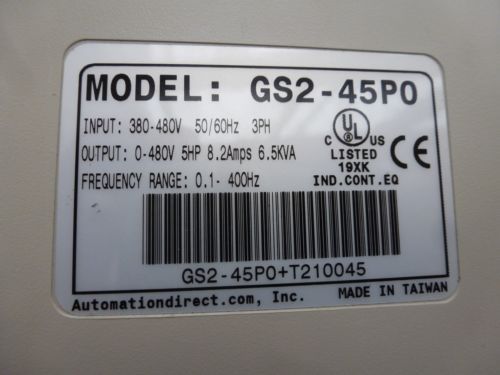 MODEL: GS2-45P0
INPUT: 380-480V 50/60Hz 3PH
OUTPUT: 0-480V 5HP 8.2Amps 6.5KVA
FREQUENCY RANGE: 0.1- 400Hz
C UL US CE
LISTED
19XK
IND.CONT.EQ
GS2-45P0+T210045
Automationdirect.com, Inc. MADE IN TAIWAN